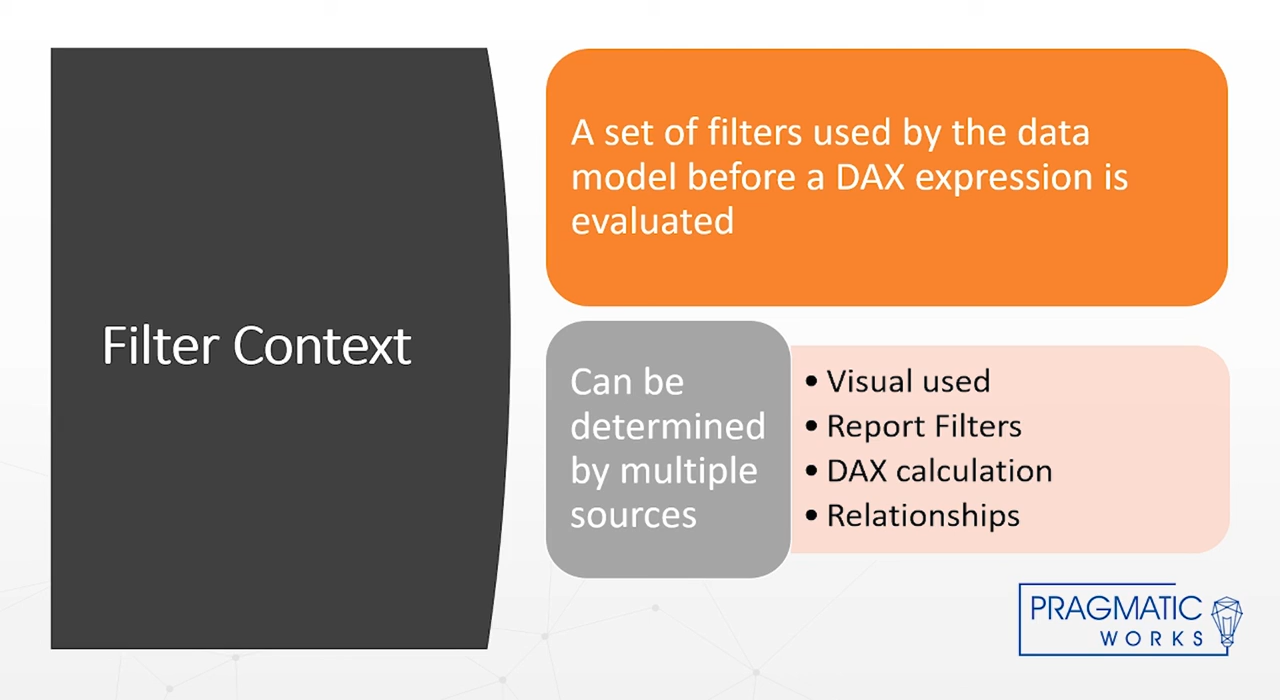 Filter Context
A set of filters used by the data
model before a DAX expression is
evaluated
Can be
determined
by multiple
sources
• Visual used
• Report Filters
• DAX calculation
• Relationships
PRAGMATIC
WORKS